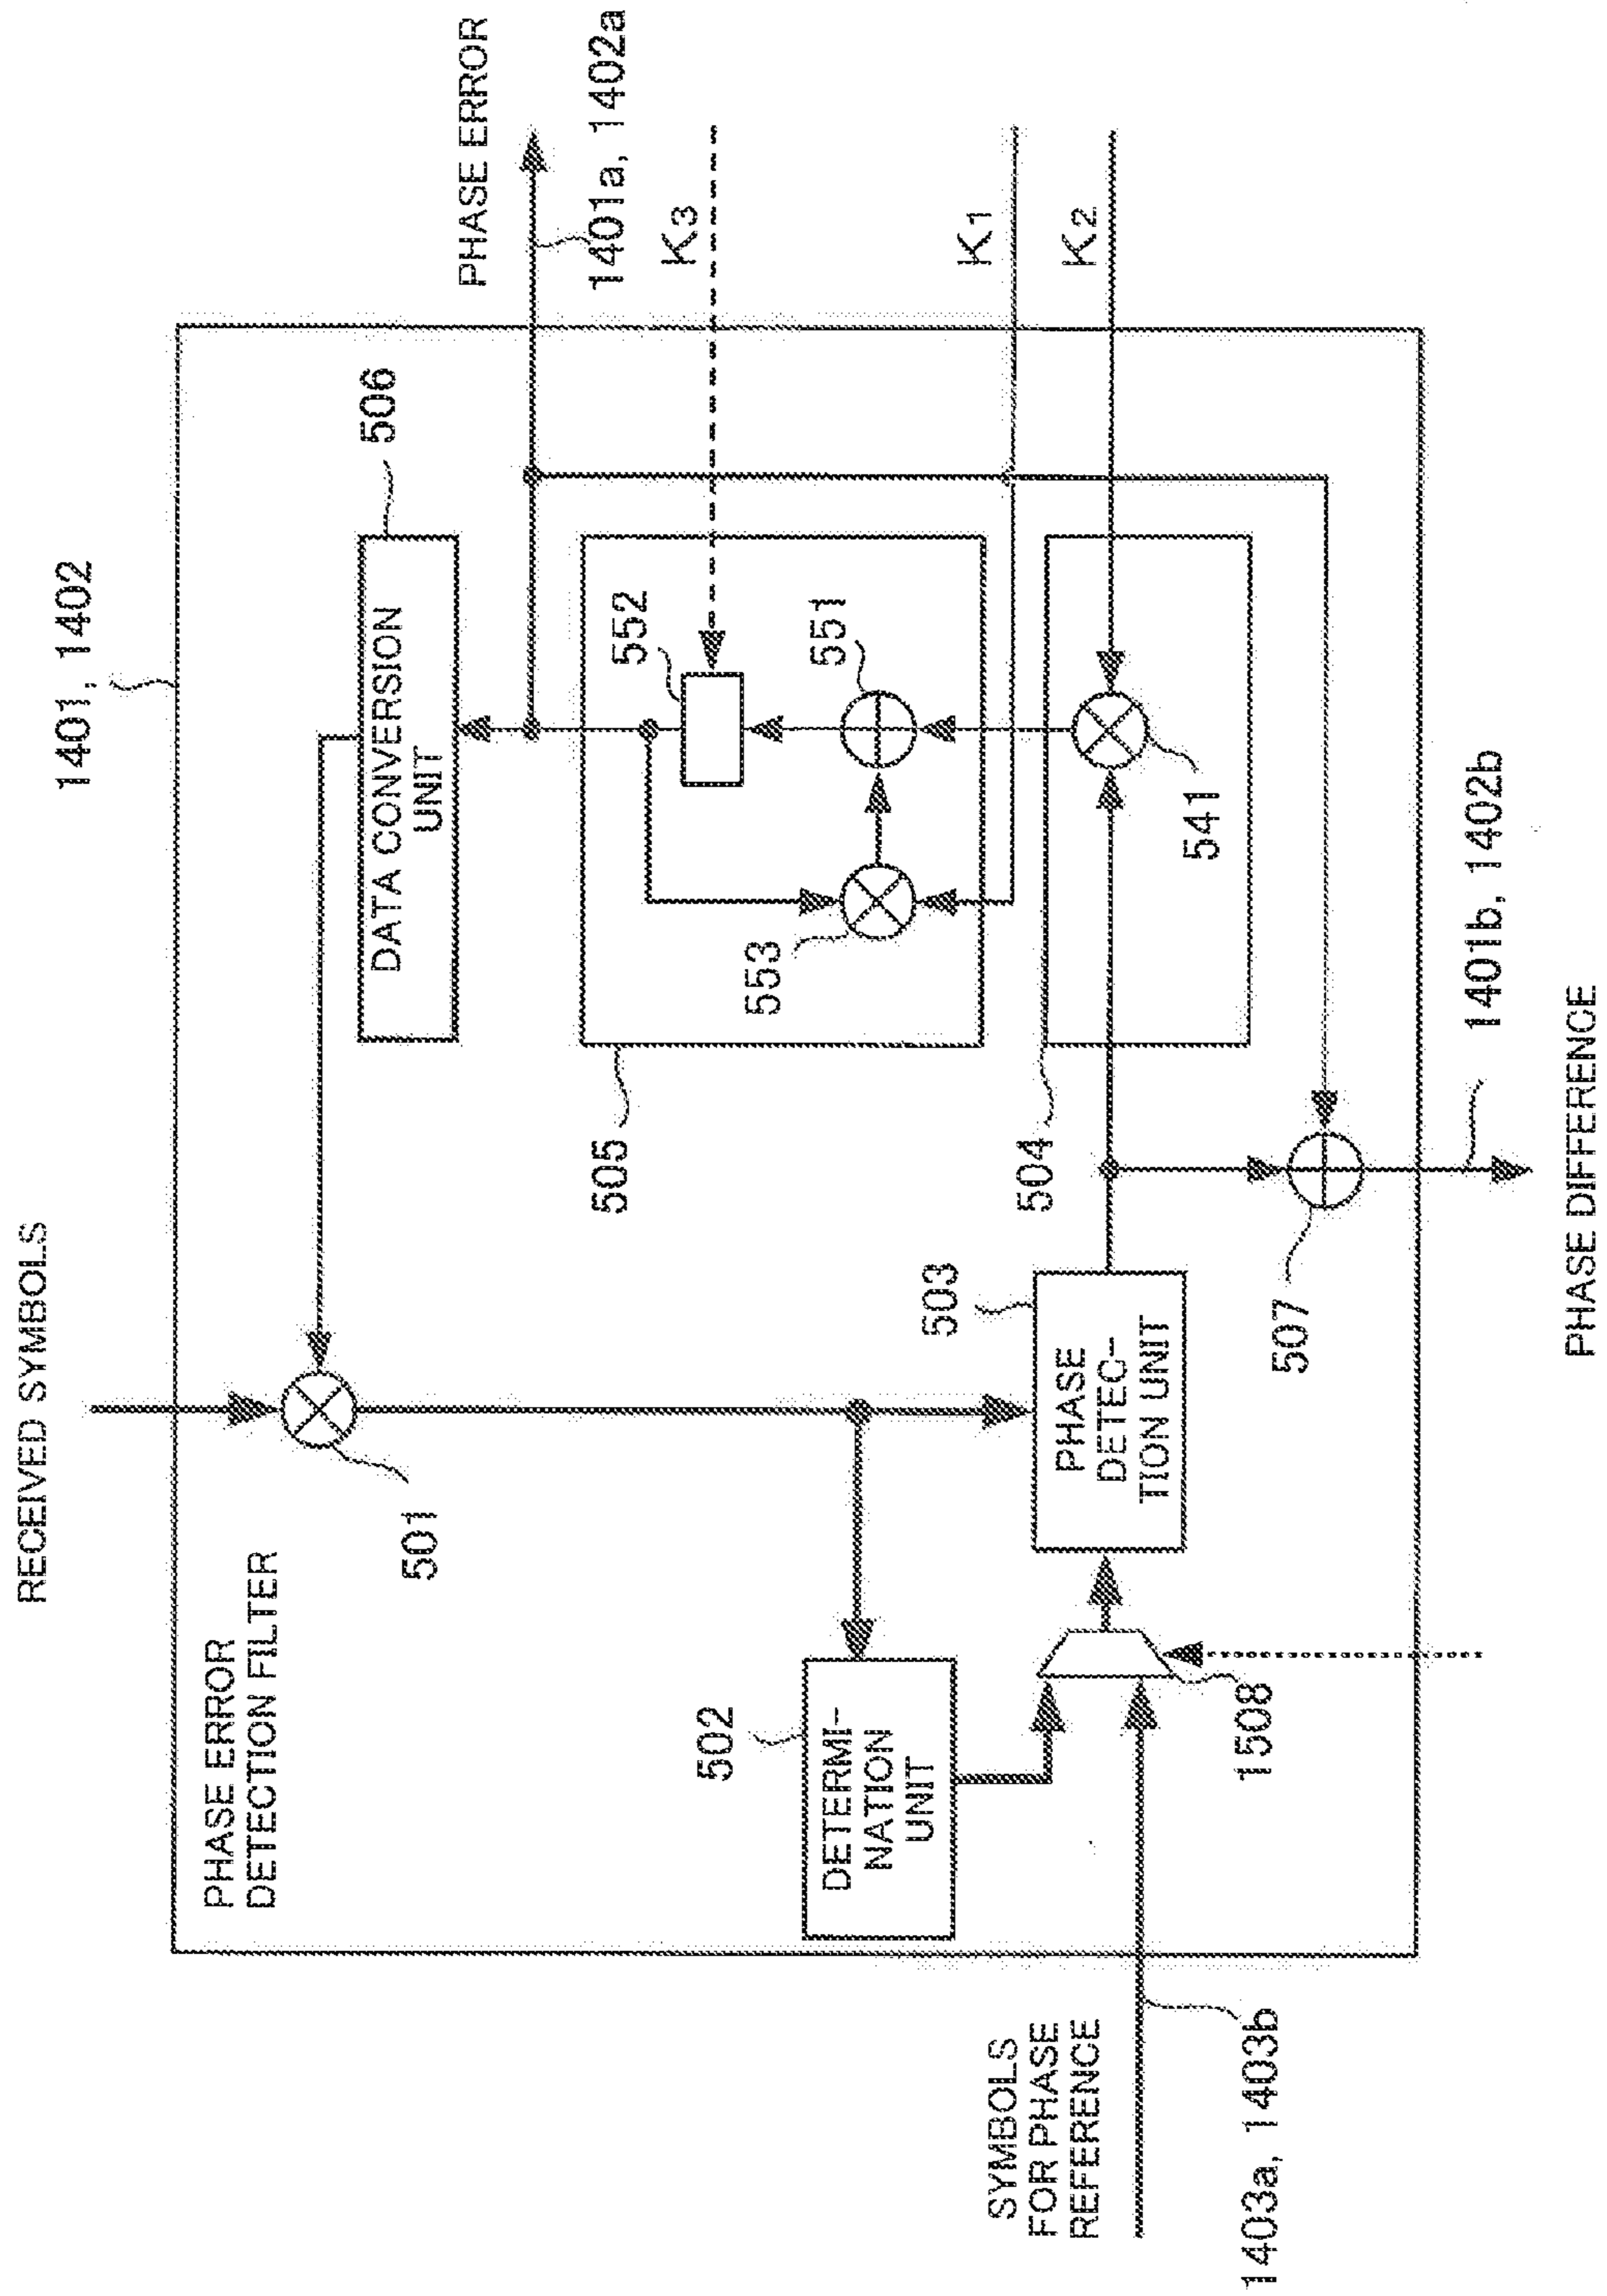 1401, 1402
RECEIVED SYMBOLS
PHASE ERROR
DETECTION FILTER
501
DATA CONVERSION
UNIT
506
PHASE ERROR
1401a, 1402a
K3
552
551
553
505
K1
K2
502
DETERMI-
NATION
UNIT
503
PHASE
DETEC-
TION UNIT
504
541
SYMBOLS
FOR PHASE
REFERENCE
1403a, 1403b
1508
507
1401b, 1402b
PHASE DIFFERENCE